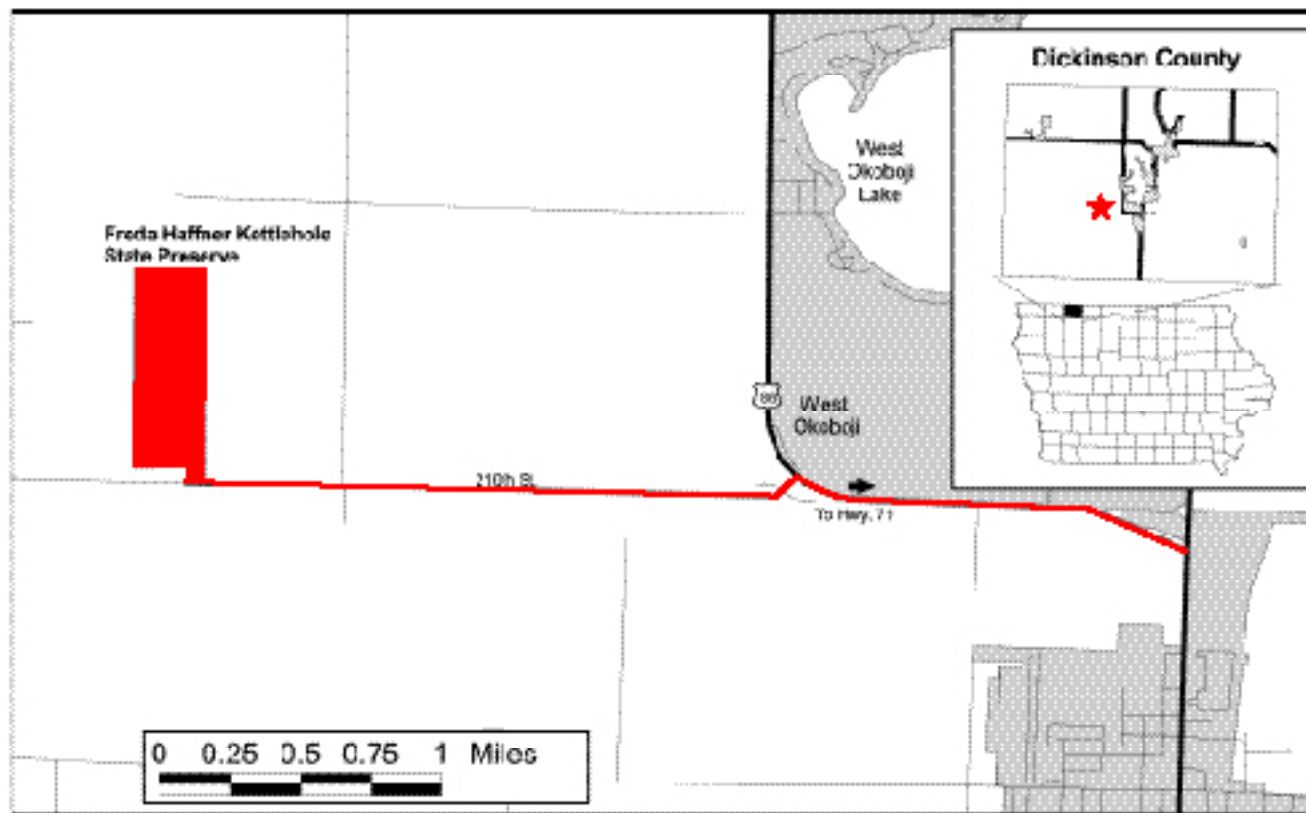 Dickinson County
West
Okoboji
Lake
Freda Haffner Kettlehole
State Preserve
86
West
Okoboji
210th St.
To Hwy. 71
0 0.25 0.5 0.75 1 Miles